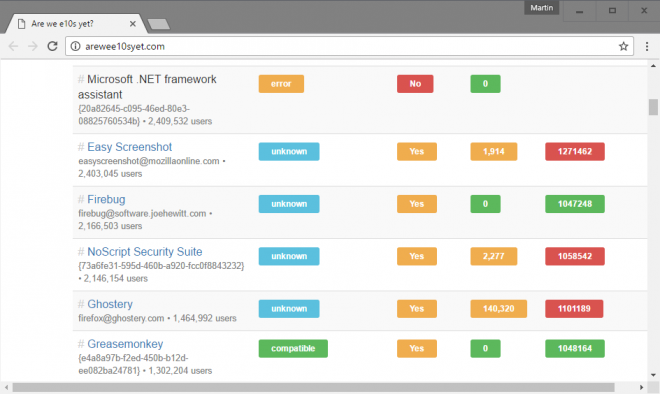 Martin
Are we e10s yet?
arewee10syet.com
# Microsoft .NET framework
assistant
{20a82645-c095-46ed-80e3-
08825760534b} • 2,409,532 users
error No 0
# Easy Screenshot
easyscreenshot@mozillaonline.com •
2,403,045 users
unknown Yes 1,914 1271462
# Firebug
firebug@software.joehewitt.com •
2,166,503 users
unknown Yes 0 1047248
# NoScript Security Suite
{73a6fe31-595d-460b-a920-fcc0f8843232}
• 2,146,154 users
unknown Yes 2,277 1058542
# Ghostery
firefox@ghostery.com • 1,464,992 users
unknown Yes 140,320 1101189
# Greasemonkey
{e4a8a97b-f2ed-450b-b12d-
ee082ba24781} • 1,302,204 users
compatible Yes 0 1048164